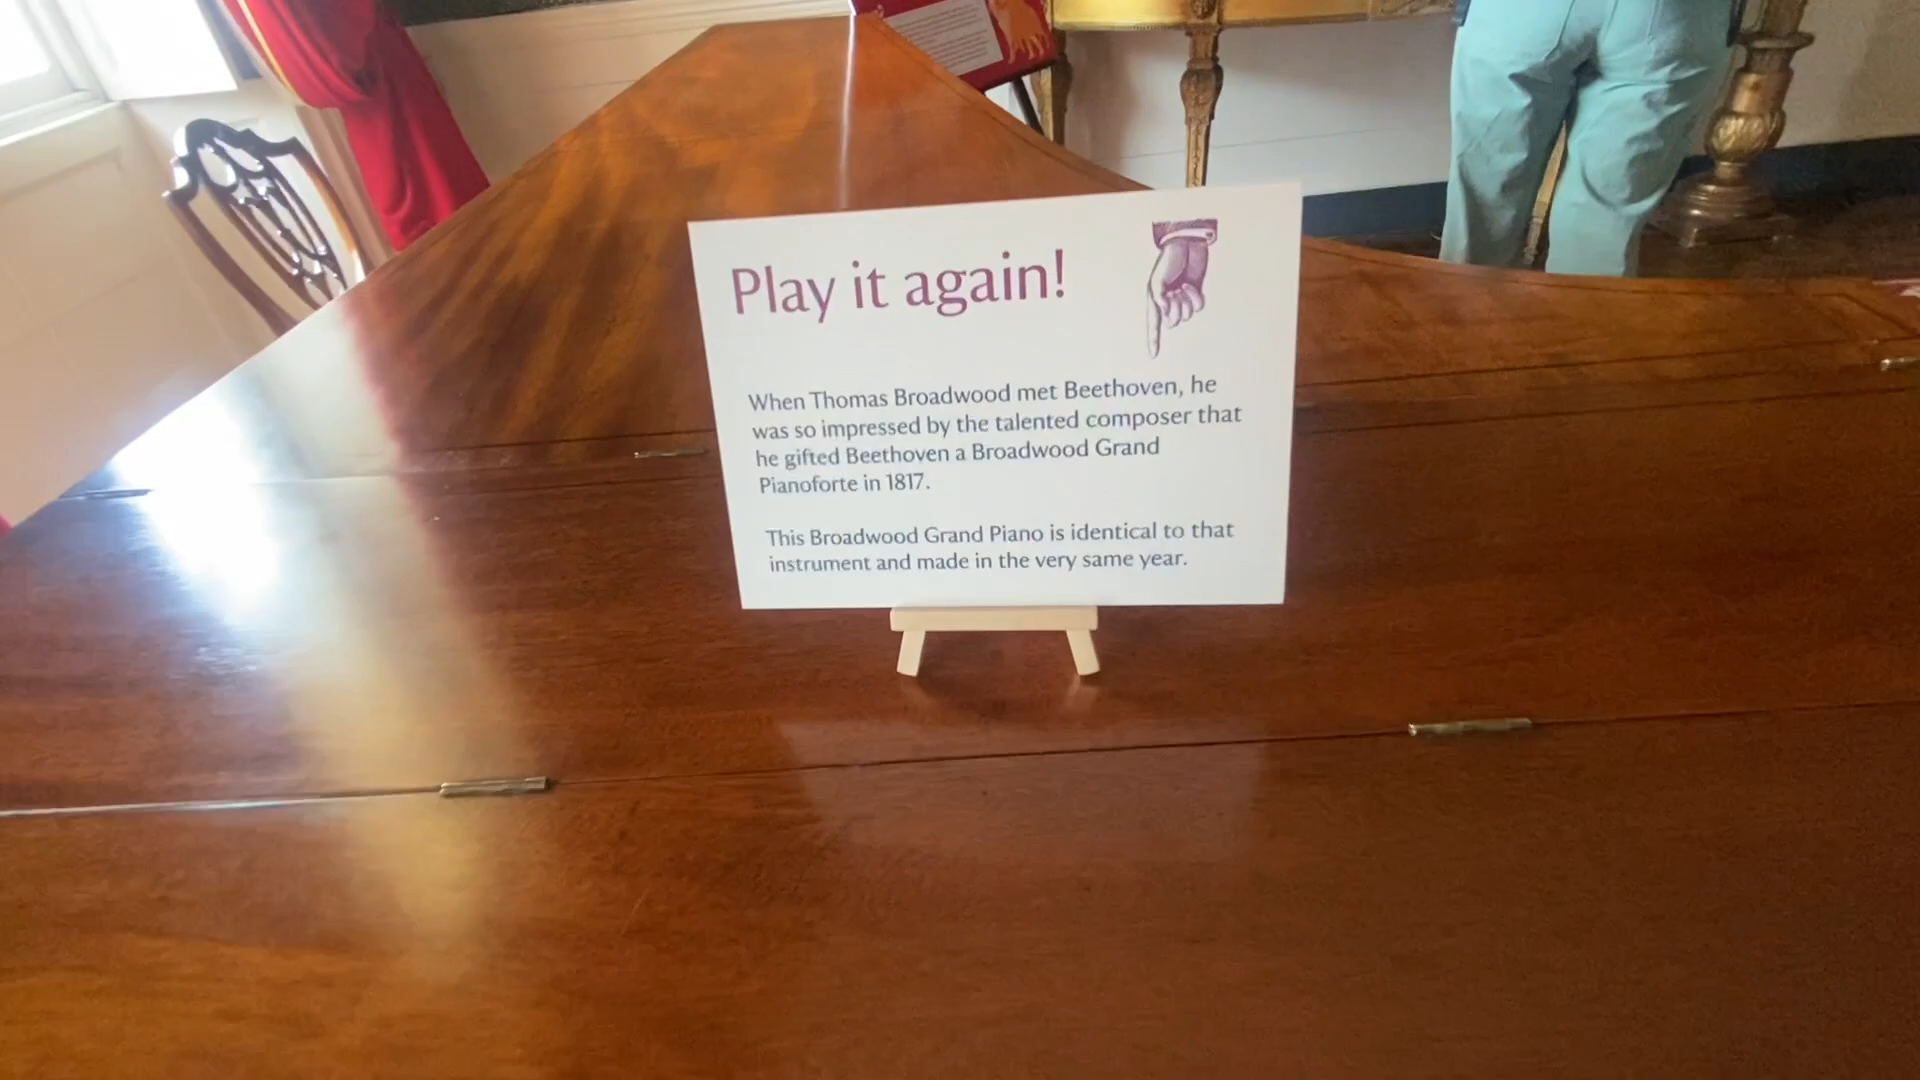 Play it again!
When Thomas Broadwood met Beethoven, he
was so impressed by the talented composer that
he gifted Beethoven a Broadwood Grand
Pianoforte in 1817.
This Broadwood Grand Piano is identical to that
instrument and made in the very same year.